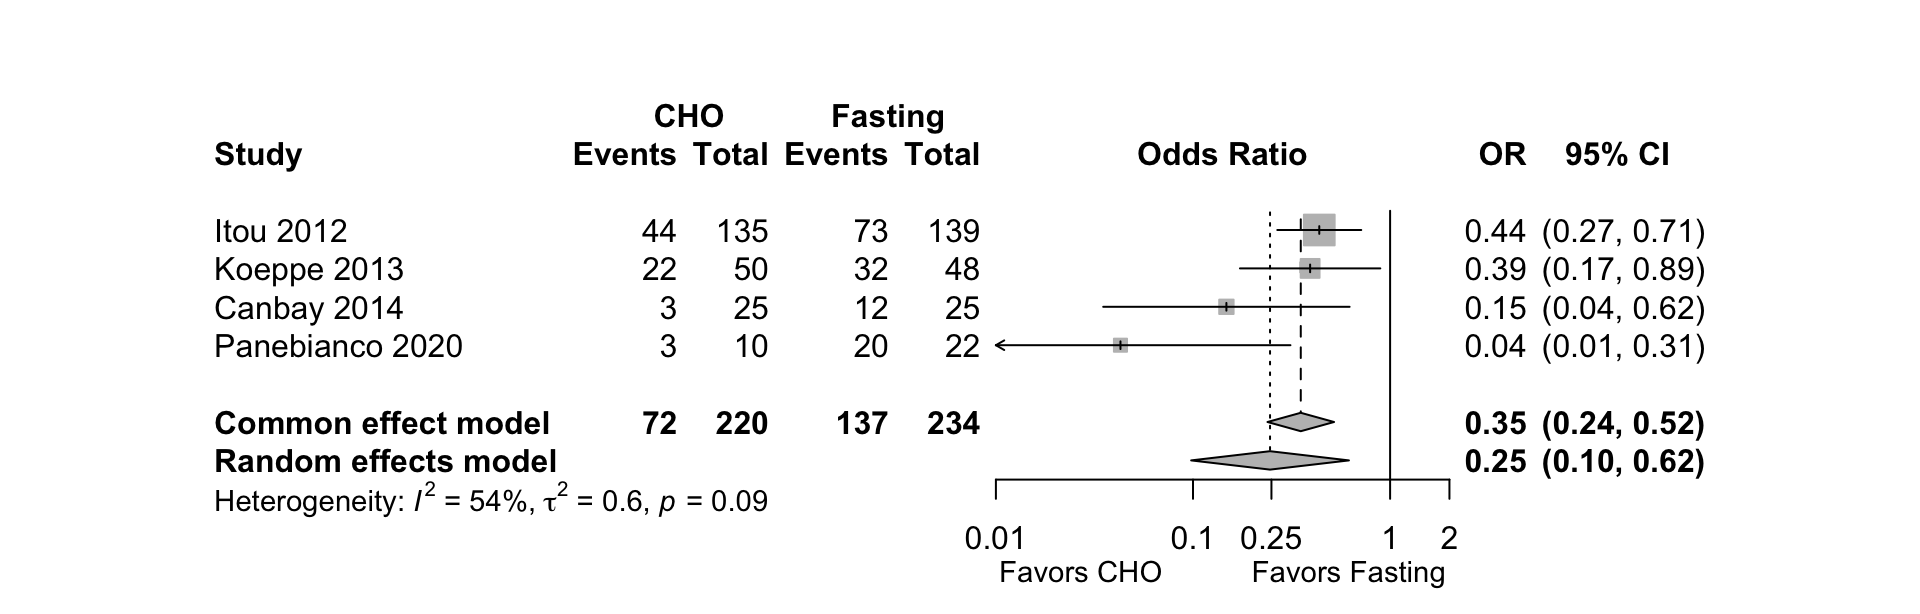 CHO Fasting
Study Events Total Events Total Odds Ratio OR 95% CI
Itou 2012 44 135 73 139 0.44 (0.27, 0.71)
Koeppe 2013 22 50 32 48 0.39 (0.17, 0.89)
Canbay 2014 3 25 12 25 0.15 (0.04, 0.62)
Panebianco 2020 3 10 20 22 0.04 (0.01, 0.31)
Common effect model 72 220 137 234 0.35 (0.24, 0.52)
Random effects model 0.25 (0.10, 0.62)
Heterogeneity: I² = 54%, τ² = 0.6, p = 0.09
0.01 0.1 0.25 1 2
Favors CHO Favors Fasting